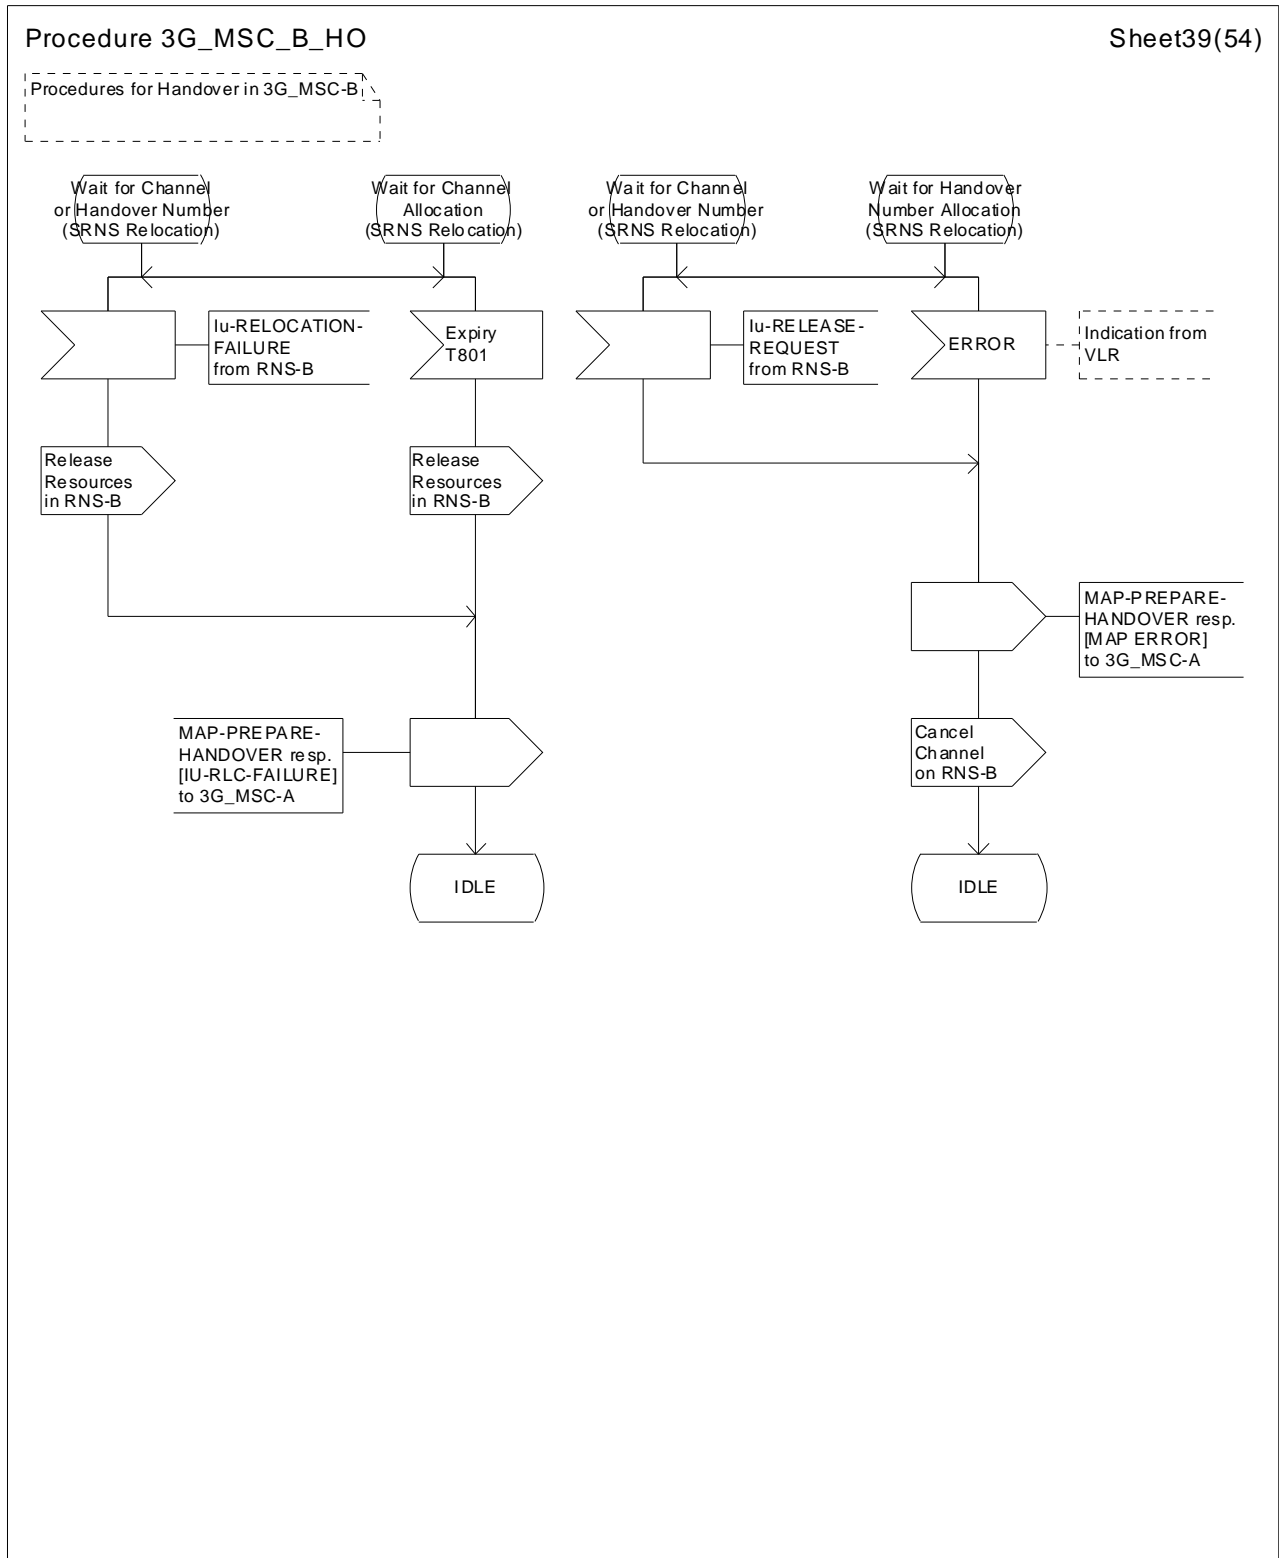 Procedure 3G_MSC_B_HO
Sheet39(54)
Procedures for Handover in 3G_MSC-B
Wait for Channel
or Handover Number
(SRNS Relocation)
Wait for Channel
Allocation
(SRNS Relocation)
Wait for Channel
or Handover Number
(SRNS Relocation)
Wait for Handover
Number Allocation
(SRNS Relocation)
Iu-RELOCATION-
FAILURE
from RNS-B
Expiry
T801
Iu-RELEASE-
REQUEST
from RNS-B
ERROR
Indication from
VLR
Release
Resources
in RNS-B
Release
Resources
in RNS-B
MAP-PREPARE-
HANDOVER resp.
[MAP ERROR]
to 3G_MSC-A
MAP-PREPARE-
HANDOVER resp.
[IU-RLC-FAILURE]
to 3G_MSC-A
Cancel
Channel
on RNS-B
IDLE
IDLE